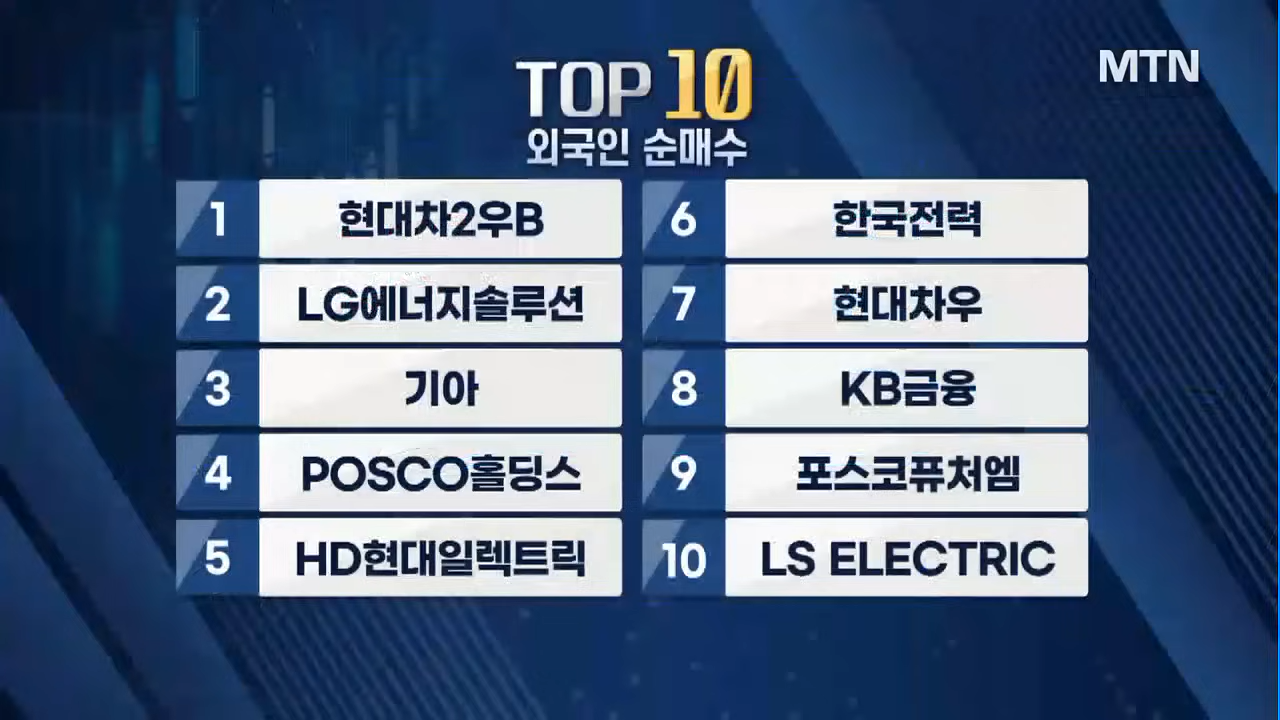 MTN
TOP 10
외국인 순매수
1 현대차2우B
2 LG에너지솔루션
3 기아
4 POSCO홀딩스
5 HD현대일렉트릭
6 한국전력
7 현대차우
8 KB금융
9 포스코퓨처엠
10 LS ELECTRIC